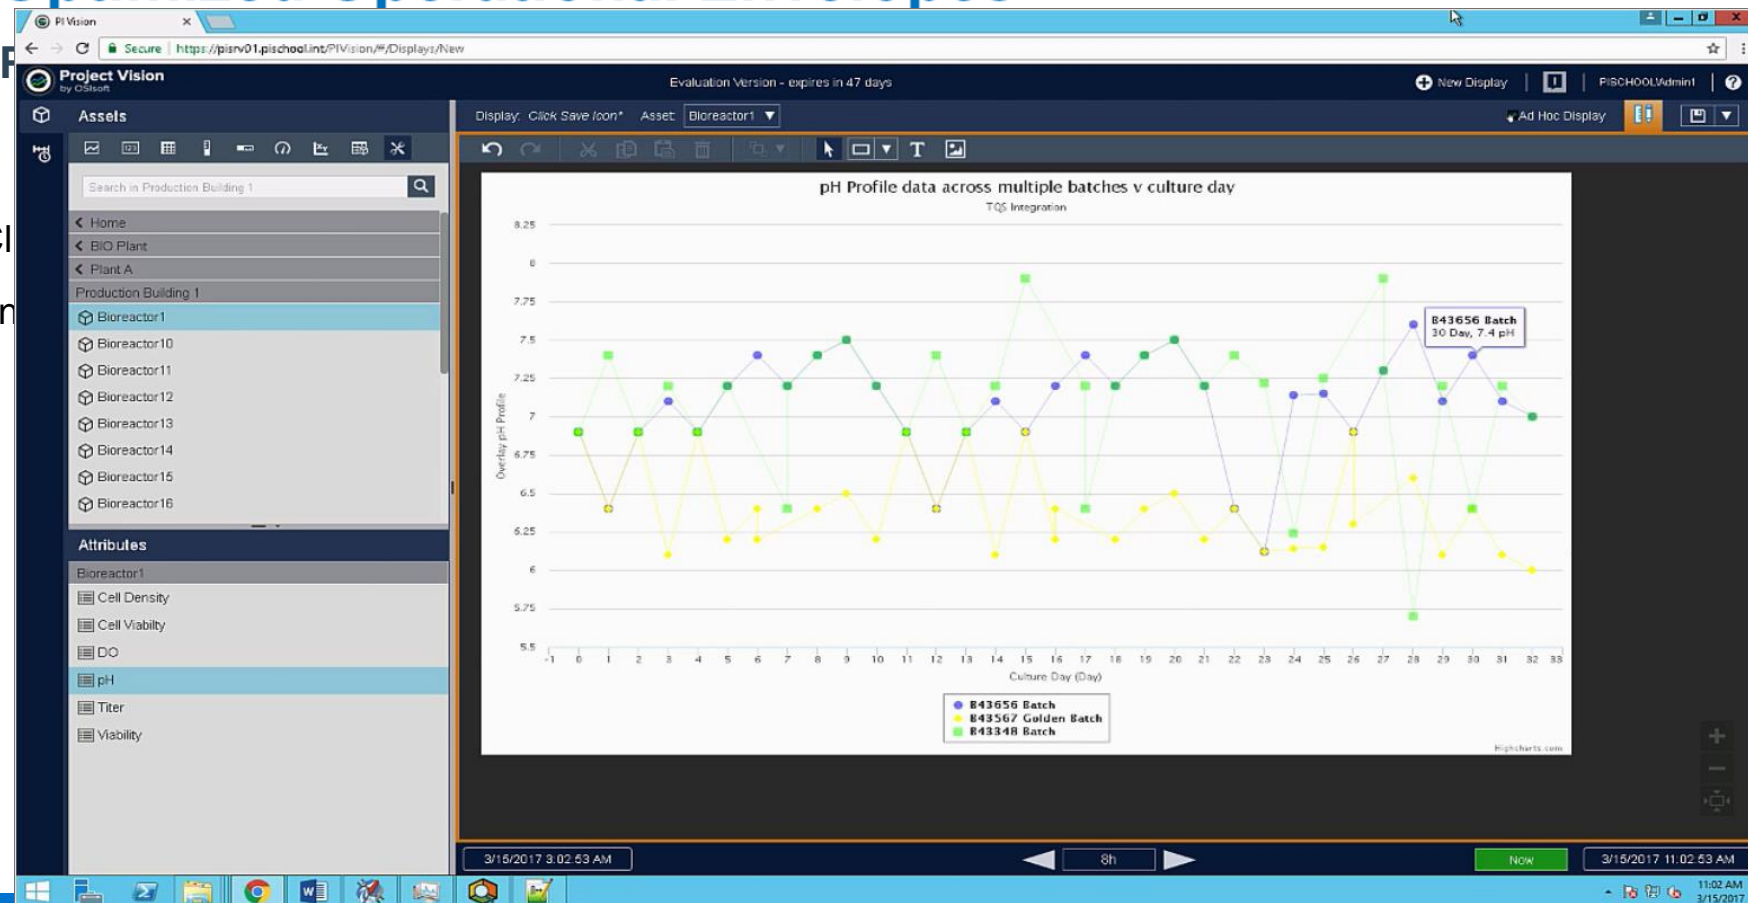 Optimized Operational Envelopes
PI Vision
Secure https://pisrv01.pischool.int/PIVision/#/Displays/New
Project Vision
by OSIsoft
Evaluation Version - expires in 47 days
New Display
PISCHOOL\Admin1
Assets
Display: Click Save Icon* Asset: Bioreactor1
Ad Hoc Display
Search in Production Building 1
Home
BIO Plant
Plant A
Production Building 1
Bioreactor1
Bioreactor10
Bioreactor11
Bioreactor12
Bioreactor13
Bioreactor14
Bioreactor15
Bioreactor16
Attributes
Bioreactor1
Cell Density
Cell Viabilty
DO
pH
Titer
Viability
pH Profile data across multiple batches v culture day
TQS Integration
8.25
8
7.75
7.5
7.25
7
6.75
6.5
6.25
6
5.75
5.5
Overlay pH Profile
B43656 Batch
30 Day, 7.4 pH
-1 0 1 2 3 4 5 6 7 8 9 10 11 12 13 14 15 16 17 18 19 20 21 22 23 24 25 26 27 28 29 30 31 32 33
Culture Day (Day)
B43656 Batch
B43567 Golden Batch
B43348 Batch
Highcharts.com
3/15/2017 3:02:53 AM
8h
Now
3/15/2017 11:02:53 AM
11:02 AM
3/15/2017